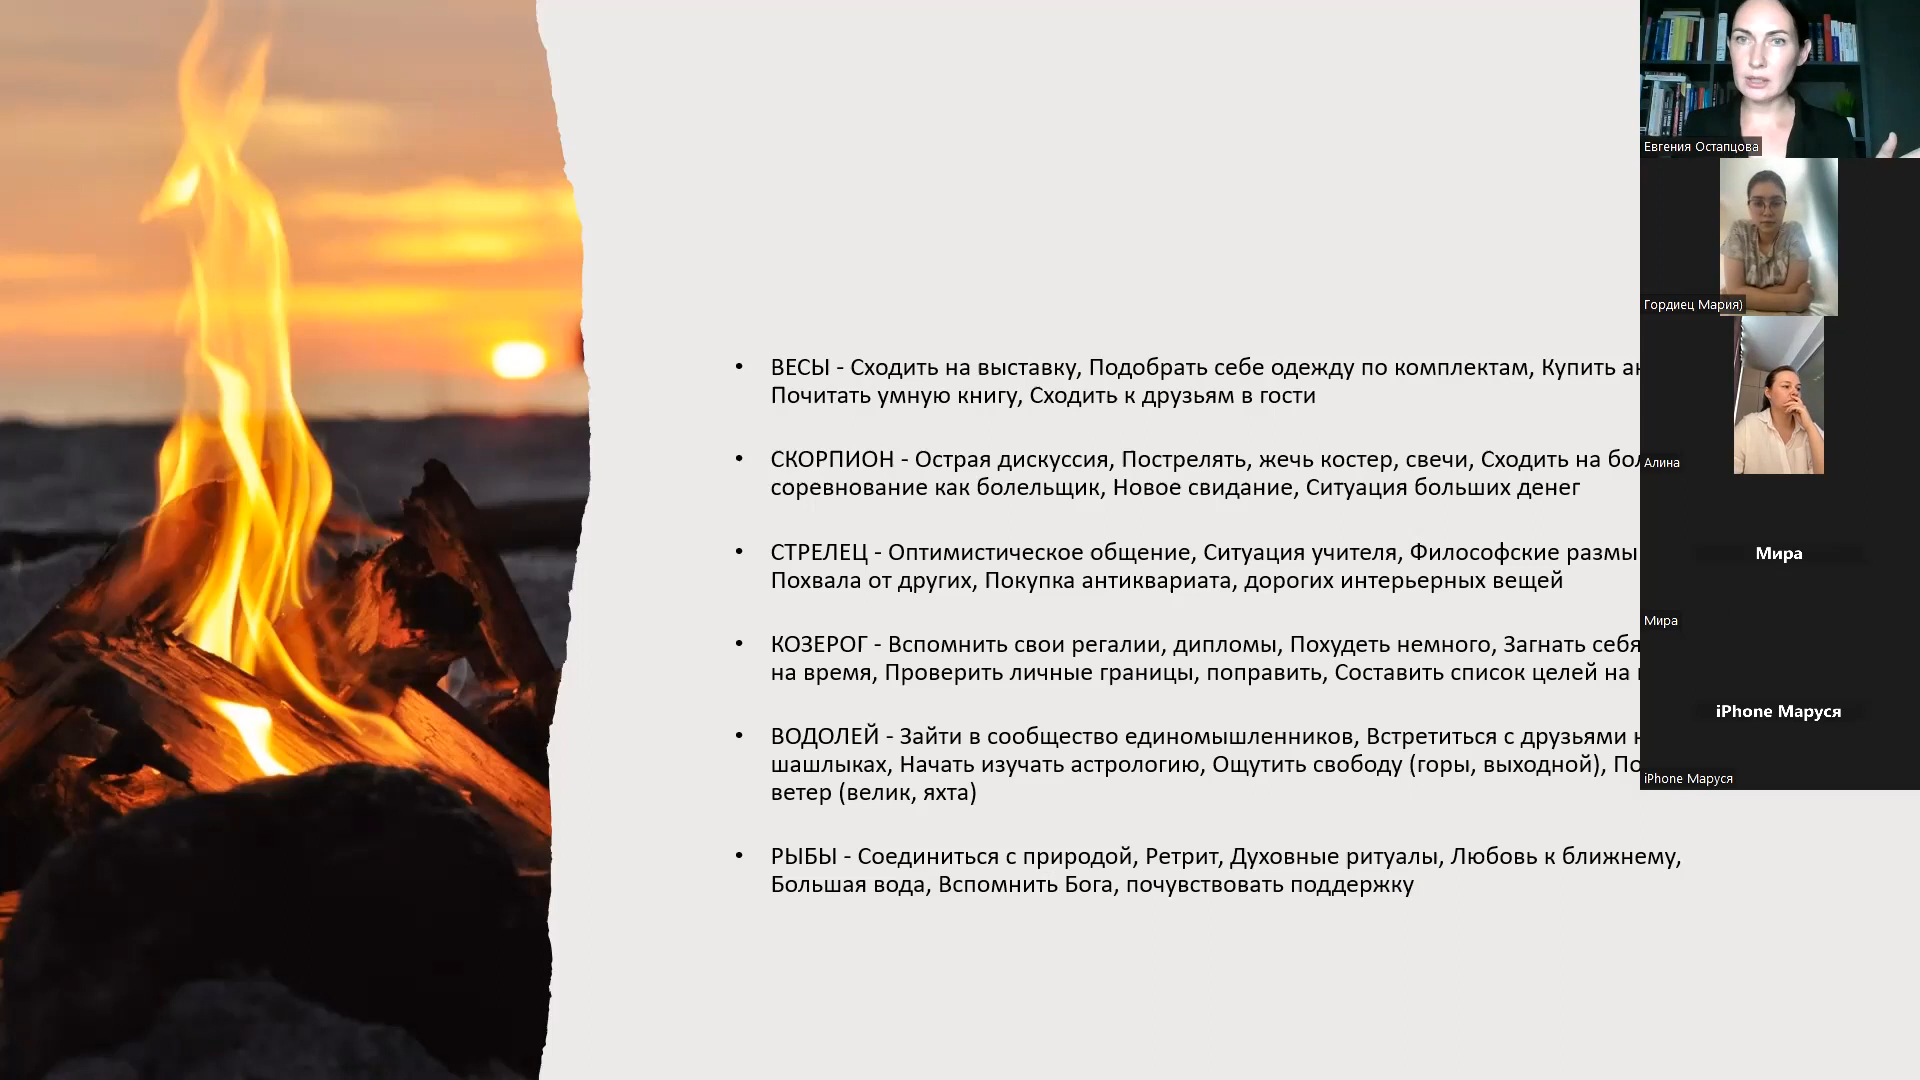 • ВЕСЫ - Сходить на выставку, Подобрать себе одежду по комплектам, Купить
Почитать умную книгу, Сходить к друзьям в гости
• СКОРПИОН - Острая дискуссия, Пострелять, жечь костер, свечи, Сходить на
соревнование как болельщик, Новое свидание, Ситуация больших денег
• СТРЕЛЕЦ - Оптимистическое общение, Ситуация учителя, Философские
Похвала от других, Покупка антиквариата, дорогих интерьерных вещей
• КОЗЕРОГ - Вспомнить свои регалии, дипломы, Похудеть немного, Загнать себя
на время, Проверить личные границы, поправить, Составить список целей на
• ВОДОЛЕЙ - Зайти в сообщество единомышленников, Встретиться с друзьями
шашлыках, Начать изучать астрологию, Ощутить свободу (горы, выходной),
ветер (велик, яхта)
• РЫБЫ - Соединиться с природой, Ретрит, Духовные ритуалы, Любовь к ближнему,
Большая вода, Вспомнить Бога, почувствовать поддержку
Евгения Остапцова
Гордиец Мария)
Алина
Мира
Мира
iPhone Маруся
iPhone Маруся